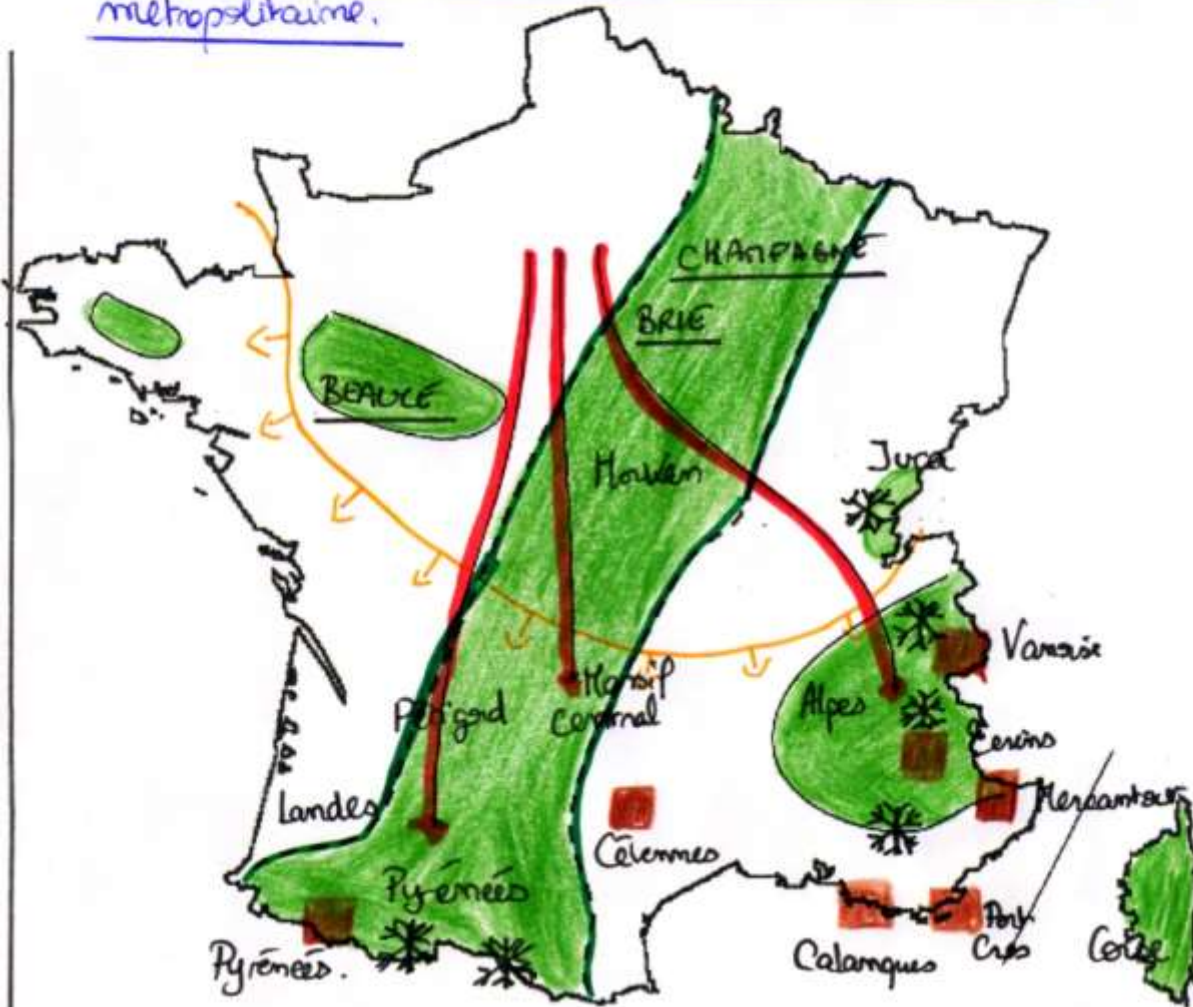 métropolitaine.
CHAMPAGNE
BRIE
BEAUCE
Morvan
Jura
Vanoise
Massif
central
Alpes
Périgord
Ecrins
Landes
Mercantour
Cévennes
Pyrénées
Port
Cros
Pyrénées.
Calanques
Corse